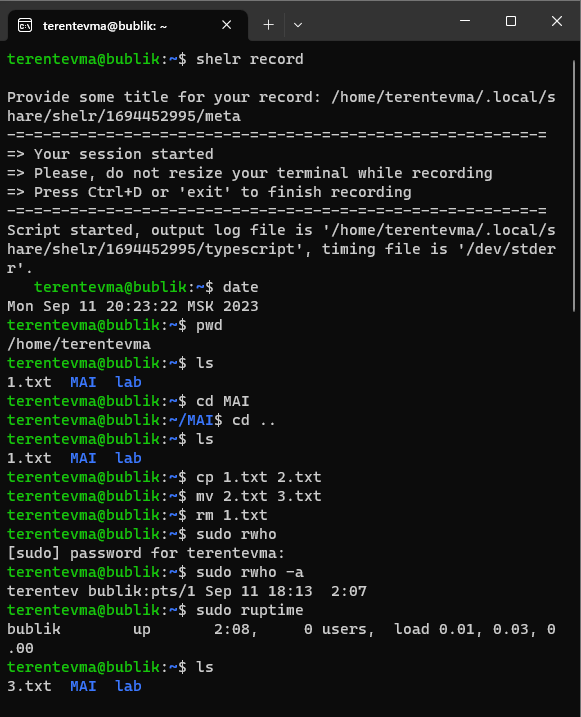 terentevma@bublik: ~
terentevma@bublik:~$ shelr record
Provide some title for your record: /home/terentevma/.local/s
hare/shelr/1694452995/meta
-=-=-=-=-=-=-=-=-=-=-=-=-=-=-=-=-=-=-=-=-=-=-=-=-=-=-=-=-=-=
=> Your session started
=> Please, do not resize your terminal while recording
=> Press Ctrl+D or 'exit' to finish recording
-=-=-=-=-=-=-=-=-=-=-=-=-=-=-=-=-=-=-=-=-=-=-=-=-=-=-=-=-=-=
Script started, output log file is '/home/terentevma/.local/s
hare/shelr/1694452995/typescript', timing file is '/dev/stder
r'.
terentevma@bublik:~$ date
Mon Sep 11 20:23:22 MSK 2023
terentevma@bublik:~$ pwd
/home/terentevma
terentevma@bublik:~$ ls
1.txt  MAI  lab
terentevma@bublik:~$ cd MAI
terentevma@bublik:~/MAI$ cd ..
terentevma@bublik:~$ ls
1.txt  MAI  lab
terentevma@bublik:~$ cp 1.txt 2.txt
terentevma@bublik:~$ mv 2.txt 3.txt
terentevma@bublik:~$ rm 1.txt
terentevma@bublik:~$ sudo rwho
[sudo] password for terentevma:
terentevma@bublik:~$ sudo rwho -a
terentev bublik:pts/1 Sep 11 18:13  2:07
terentevma@bublik:~$ sudo ruptime
bublik        up       2:08,     0 users,  load 0.01, 0.03, 0
.00
terentevma@bublik:~$ ls
3.txt  MAI  lab